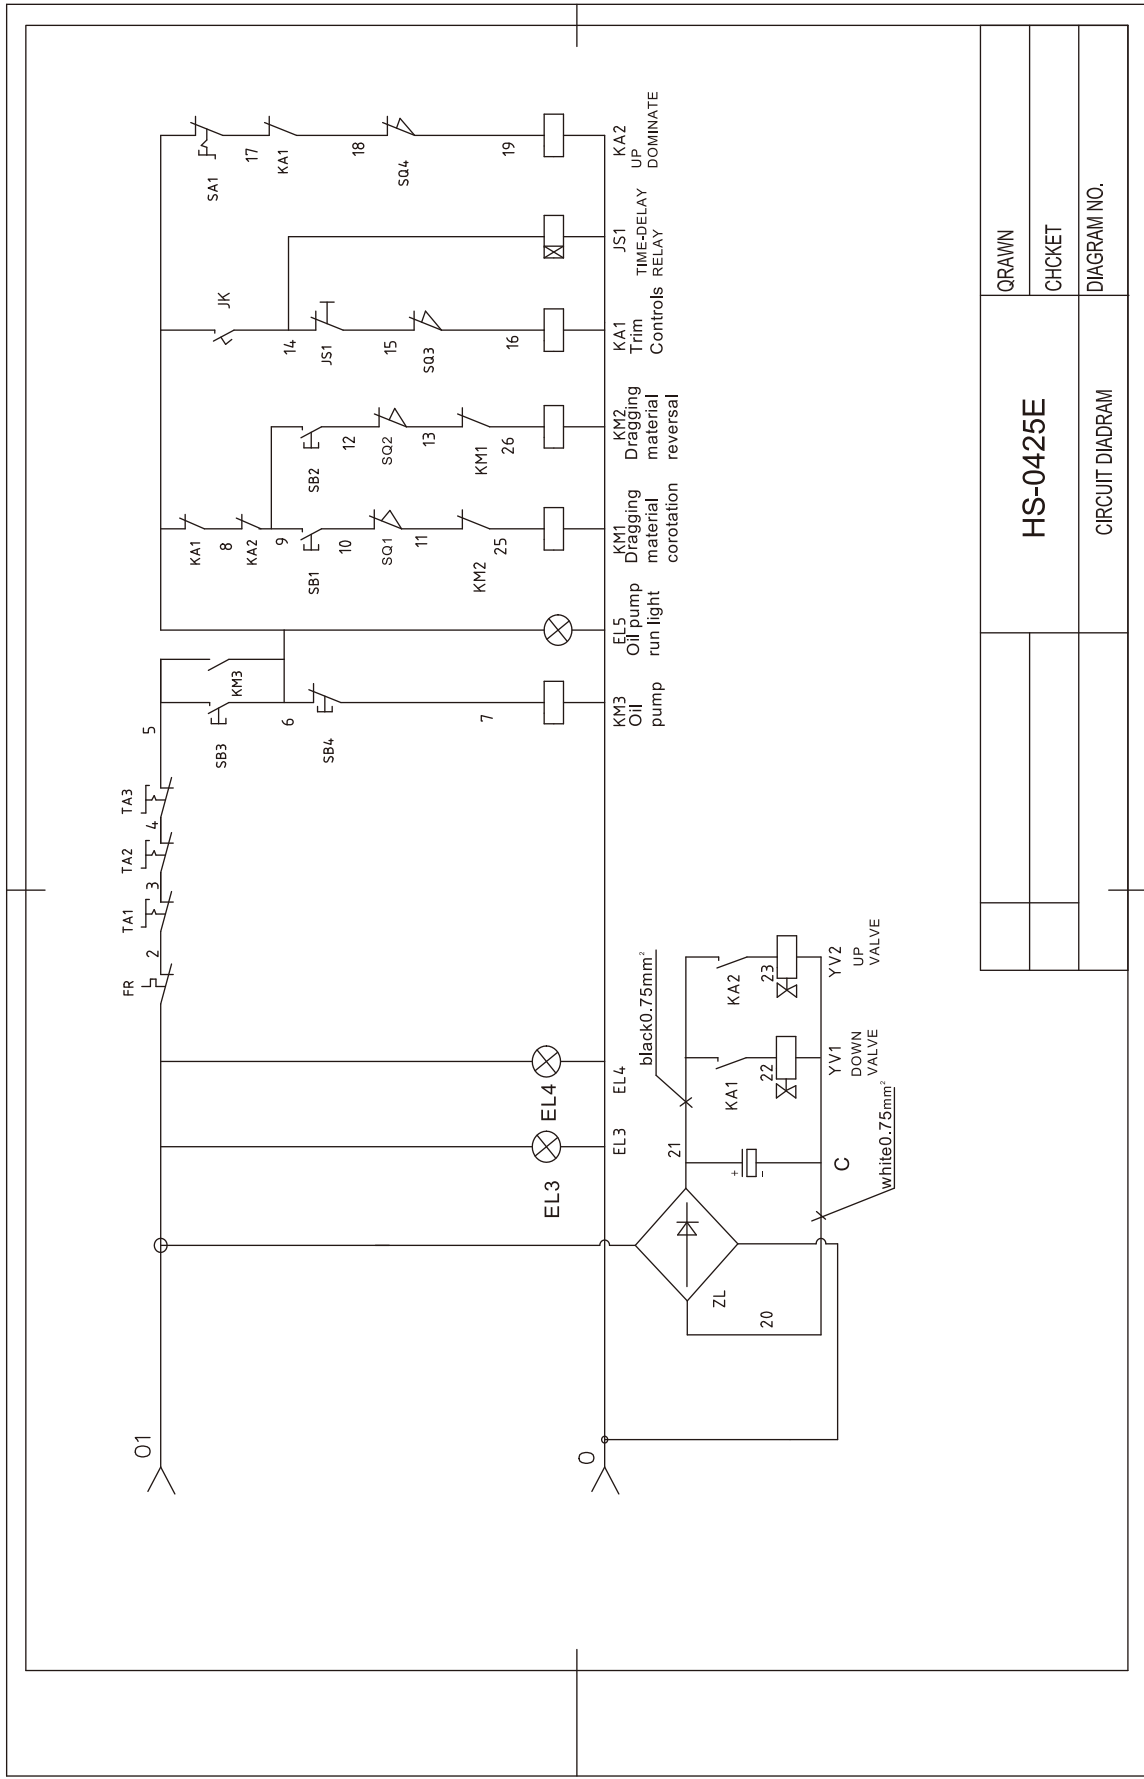 O1
FR
2
TA1
3
TA2
4
TA3
5
SB3
KM3
6
SB4
7
KM3
Oil
pump
EL5
Oil pump
run light
KA1
8
KA2
9
SB1
10
SQ1
11
KM2
25
KM1
Dragging
material
corotation
SB2
12
SQ2
13
KM1
26
KM2
Dragging
material
reversal
JK
14
JS1
15
SQ3
16
KA1
Trim
Controls
JS1
TIME-DELAY
RELAY
SA1
17
KA1
18
SQ4
19
KA2
UP
DOMINATE
EL3
EL3
EL4
EL4
O
ZL
20
21
+
-
C
black0.75mm²
white0.75mm²
KA1
22
YV1
DOWN
VALVE
KA2
23
YV2
UP
VALVE
HS-0425E
CIRCUIT DIADRAM
QRAWN
CHCKET
DIAGRAM NO.